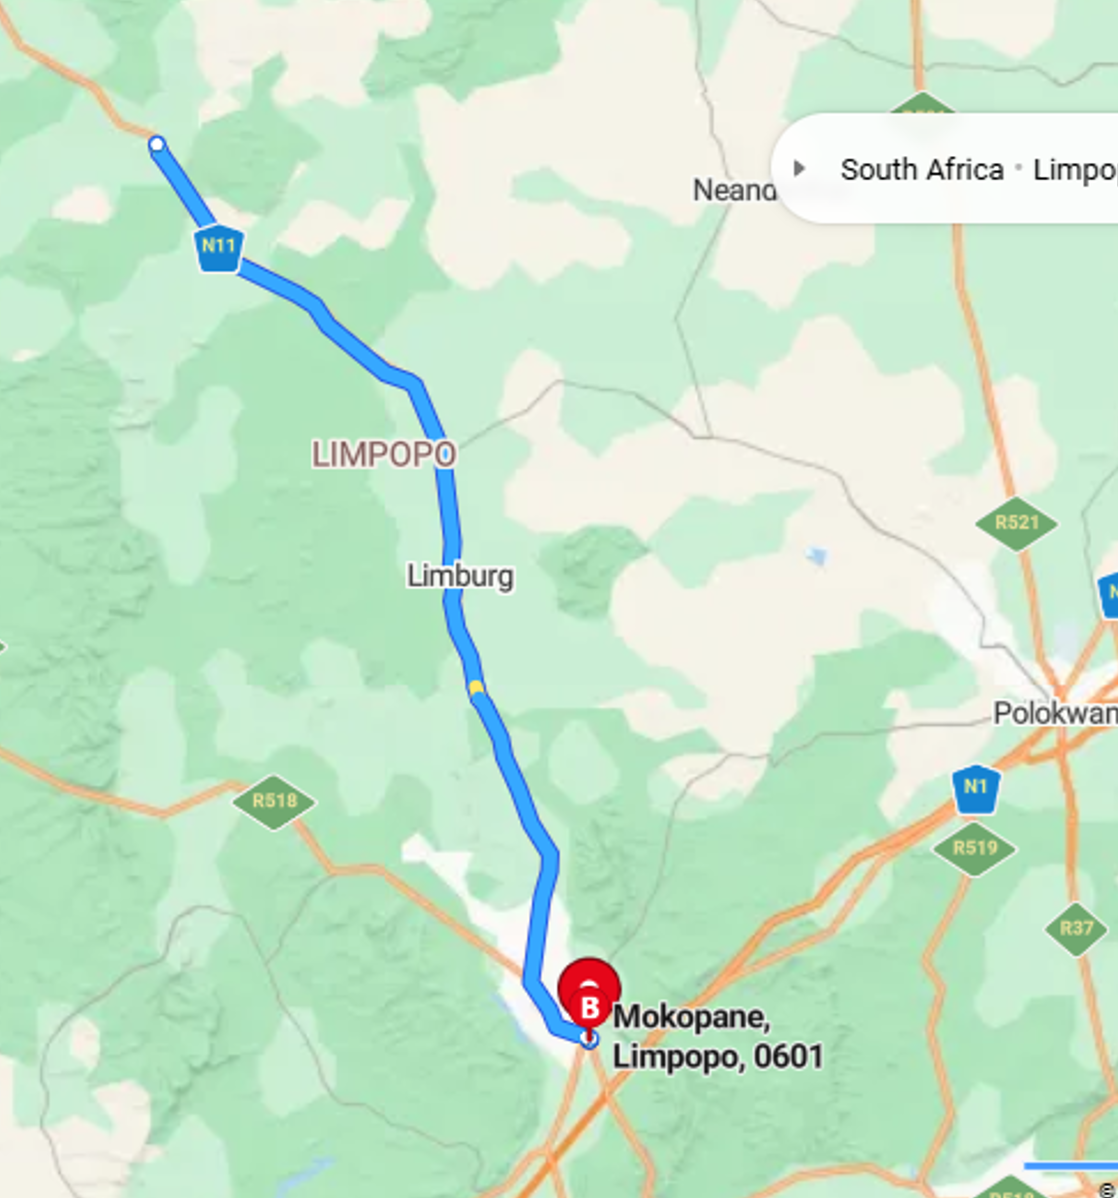 South Africa • Limpo
Neand
N11
LIMPOPO
R521
Limburg
N
Polokwan
N1
R518
R519
R37
B
Mokopane,
Limpopo, 0601
©